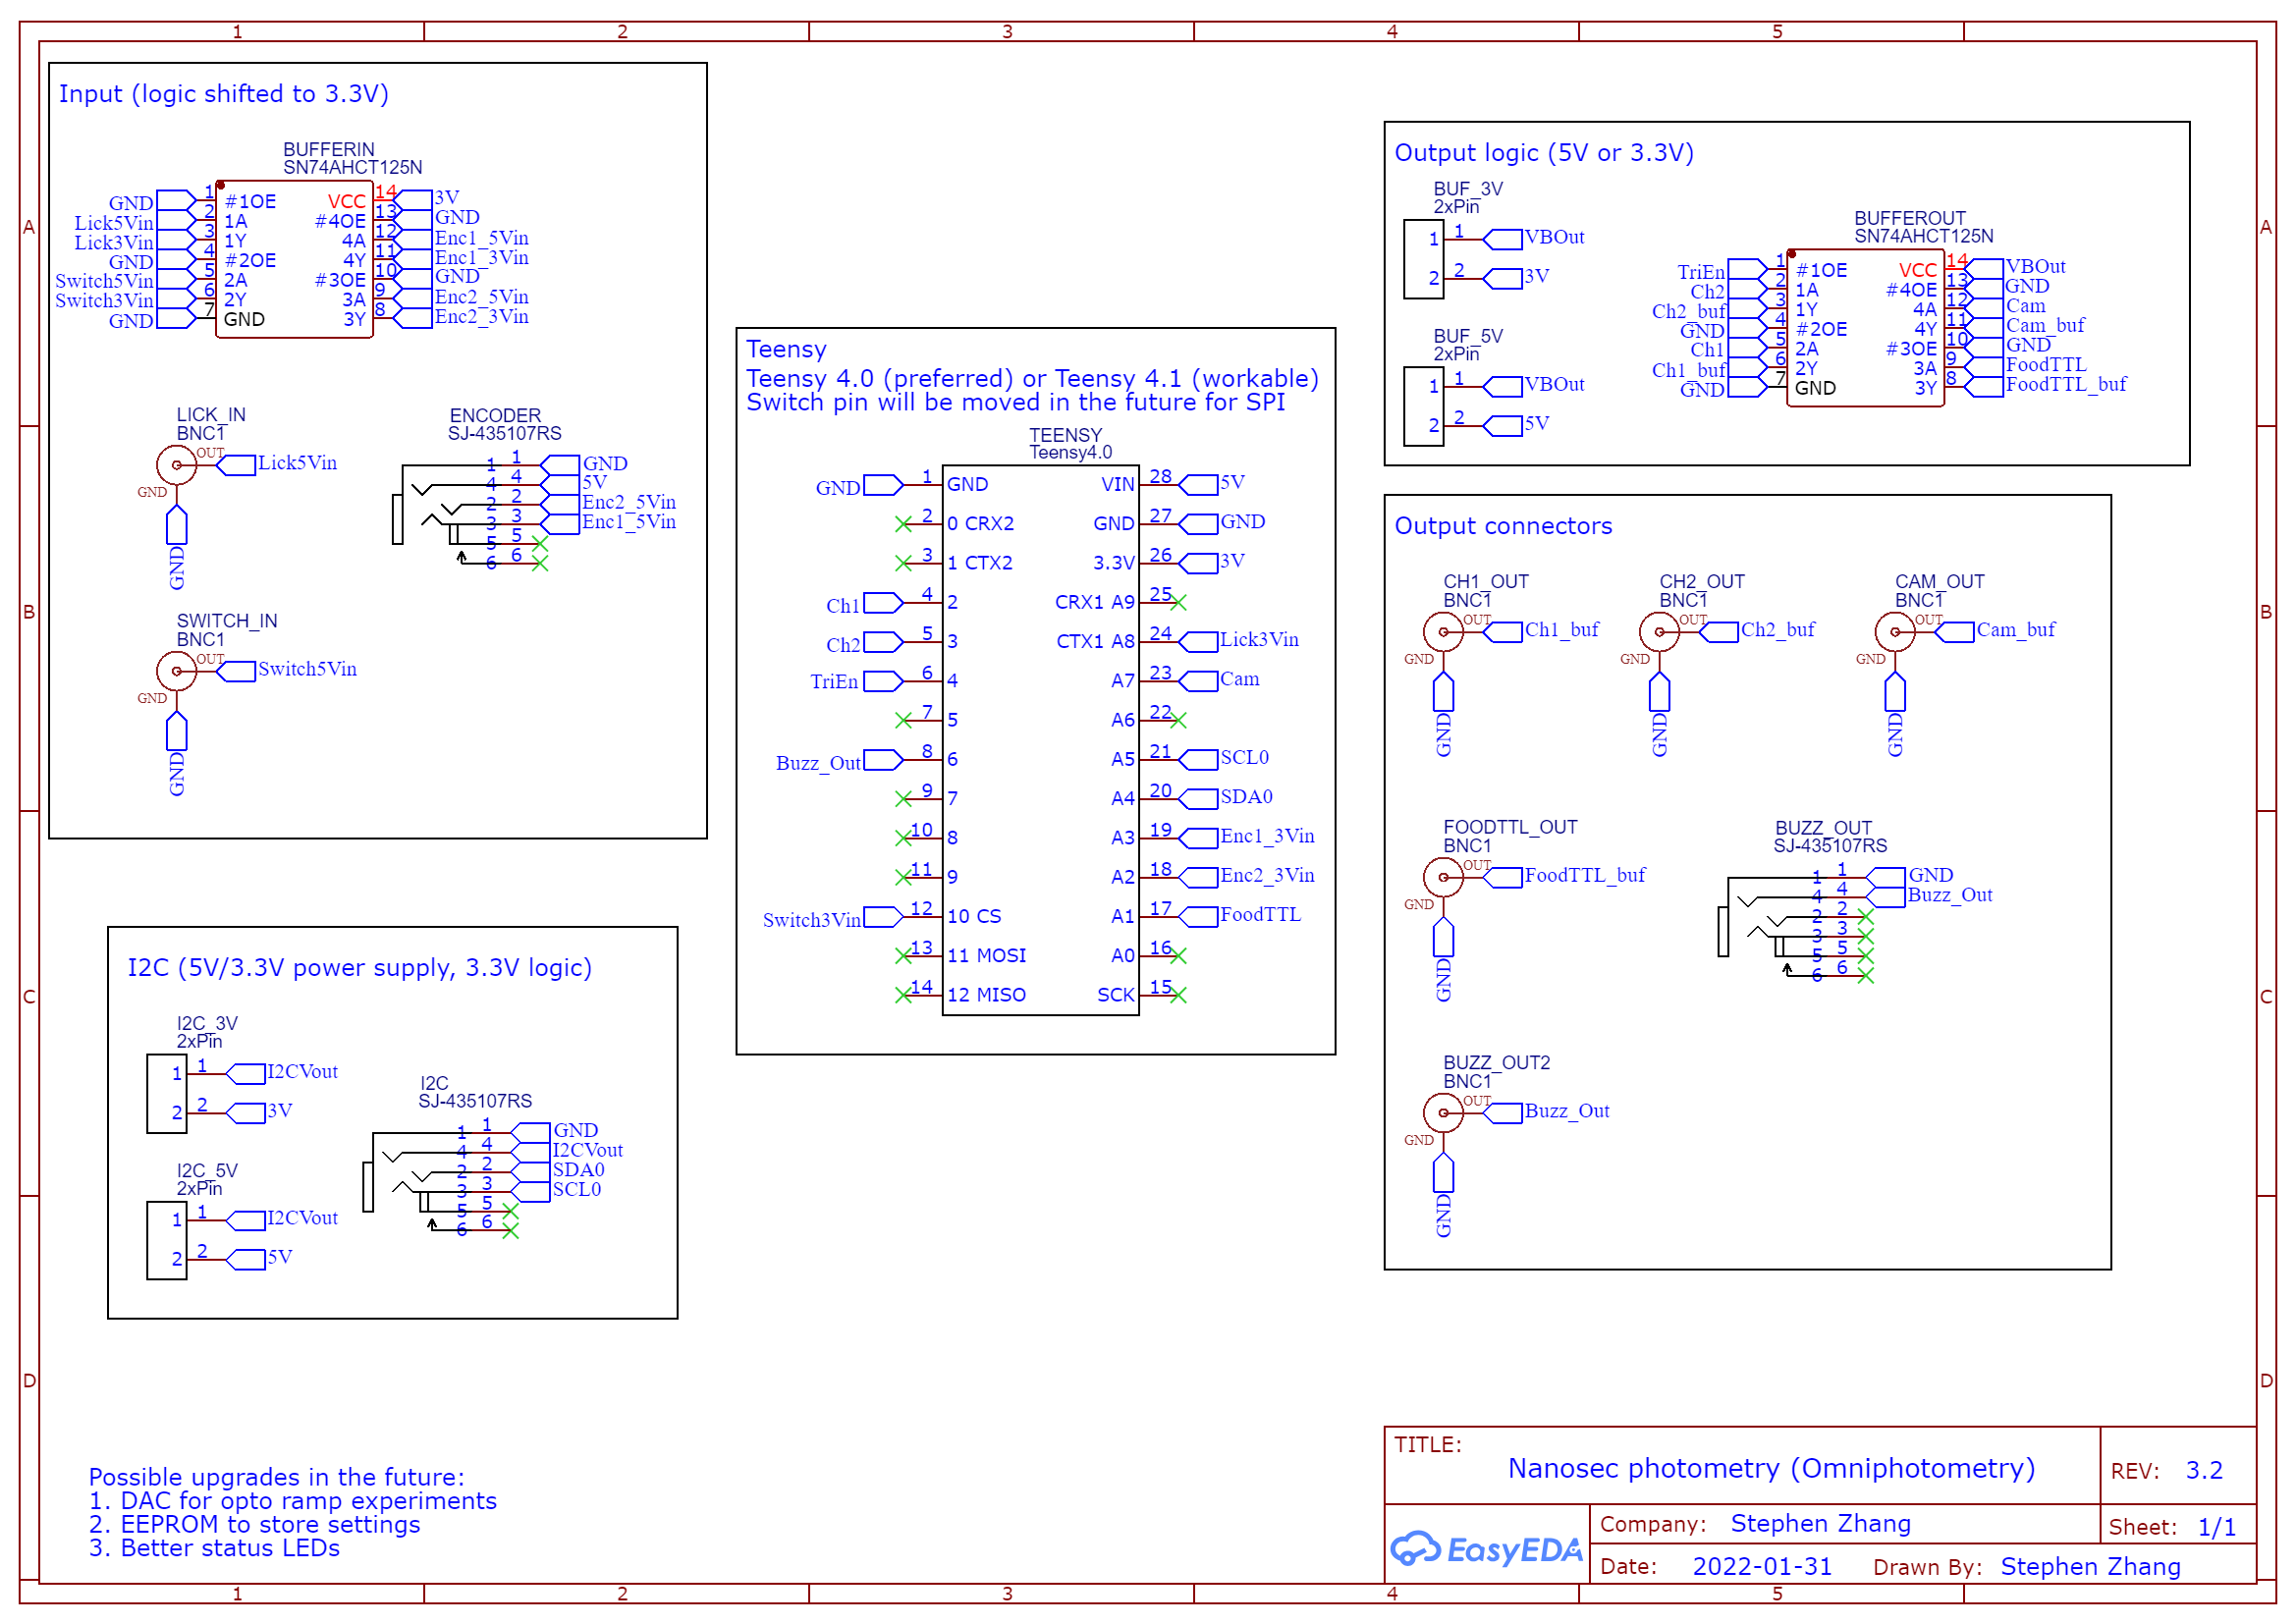 1 2 3 4 5
A
B
C
D
Input (logic shifted to 3.3V)
BUFFERIN
SN74AHCT125N
GND 1 #1OE VCC 14 3V
Lick5Vin 2 1A #4OE 13 GND
Lick3Vin 3 1Y 4A 12 Enc1_5Vin
GND 4 #2OE 4Y 11 Enc1_3Vin
Switch5Vin 5 2A #3OE 10 GND
Switch3Vin 6 2Y 3A 9 Enc2_5Vin
GND 7 GND 3Y 8 Enc2_3Vin
LICK_IN
BNC1
OUT Lick5Vin
GND
GND
ENCODER
SJ-435107RS
1 1 GND
4 4 5V
2 2 Enc2_5Vin
3 3 Enc1_5Vin
5 5
6 6
SWITCH_IN
BNC1
OUT Switch5Vin
GND
GND
I2C (5V/3.3V power supply, 3.3V logic)
I2C_3V
2xPin
1 1 I2CVout
2 2 3V
I2C_5V
2xPin
1 1 I2CVout
2 2 5V
I2C
SJ-435107RS
1 1 GND
4 4 I2CVout
2 2 SDA0
3 3 SCL0
5 5
6 6
Possible upgrades in the future:
1. DAC for opto ramp experiments
2. EEPROM to store settings
3. Better status LEDs
Teensy
Teensy 4.0 (preferred) or Teensy 4.1 (workable)
Switch pin will be moved in the future for SPI
TEENSY
Teensy4.0
GND 1 GND VIN 28 5V
2 0 CRX2 GND 27 GND
3 1 CTX2 3.3V 26 3V
Ch1 4 2 CRX1 A9 25
Ch2 5 3 CTX1 A8 24 Lick3Vin
TriEn 6 4 A7 23 Cam
7 5 A6 22
Buzz_Out 8 6 A5 21 SCL0
9 7 A4 20 SDA0
10 8 A3 19 Enc1_3Vin
11 9 A2 18 Enc2_3Vin
Switch3Vin 12 10 CS A1 17 FoodTTL
13 11 MOSI A0 16
14 12 MISO SCK 15
Output logic (5V or 3.3V)
BUF_3V
2xPin
1 1 VBOut
2 2 3V
BUF_5V
2xPin
1 1 VBOut
2 2 5V
BUFFEROUT
SN74AHCT125N
TriEn 1 #1OE VCC 14 VBOut
Ch2 2 1A #4OE 13 GND
Ch2_buf 3 1Y 4A 12 Cam
GND 4 #2OE 4Y 11 Cam_buf
Ch1 5 2A #3OE 10 GND
Ch1_buf 6 2Y 3A 9 FoodTTL
GND 7 GND 3Y 8 FoodTTL_buf
Output connectors
CH1_OUT
BNC1
OUT Ch1_buf
GND
GND
CH2_OUT
BNC1
OUT Ch2_buf
GND
GND
CAM_OUT
BNC1
OUT Cam_buf
GND
GND
FOODTTL_OUT
BNC1
OUT FoodTTL_buf
GND
GND
BUZZ_OUT
SJ-435107RS
1 1 GND
4 4 Buzz_Out
2 2
3 3
5 5
6 6
BUZZ_OUT2
BNC1
OUT Buzz_Out
GND
GND
TITLE:
Nanosec photometry (Omniphotometry)
REV: 3.2
EasyEDA
Company: Stephen Zhang
Sheet: 1/1
Date: 2022-01-31 Drawn By: Stephen Zhang
A
B
C
D
1 2 3 4 5